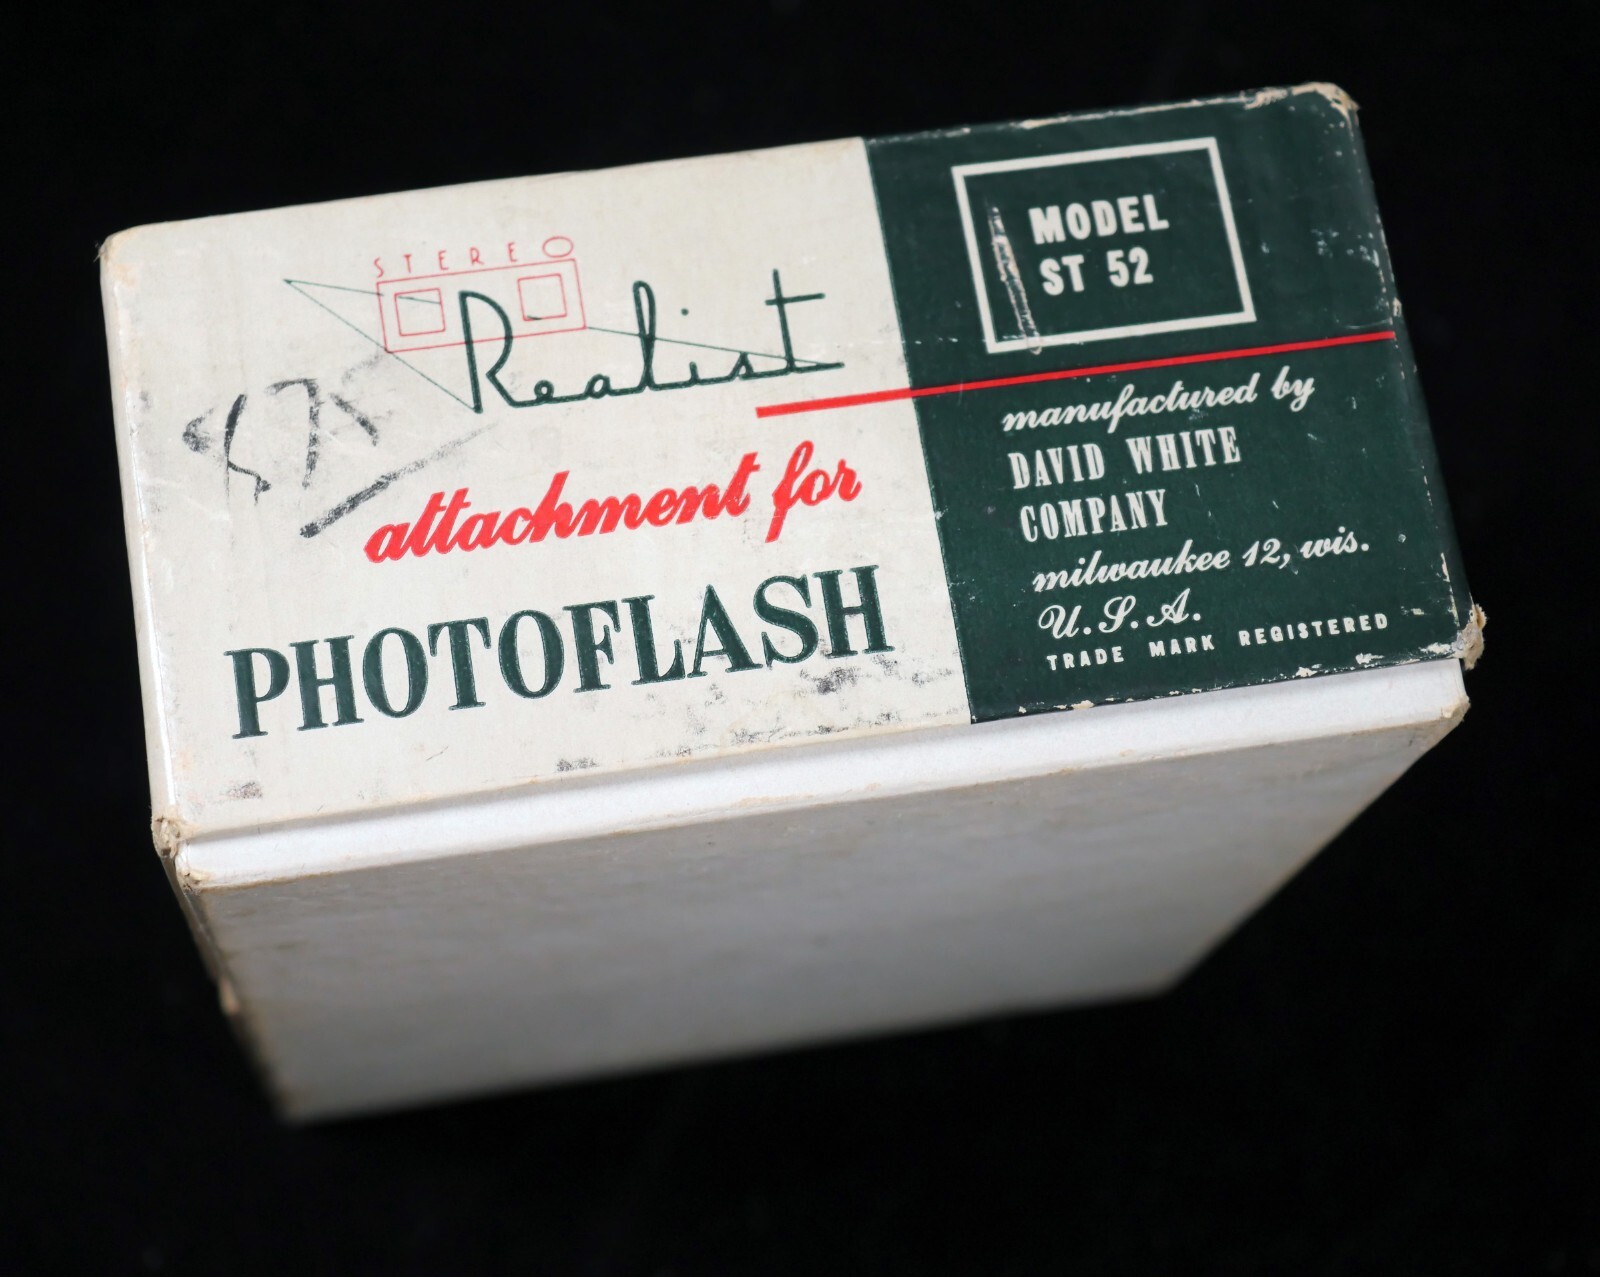 STEREO
Realist
875
attachment for
PHOTOFLASH
MODEL
ST 52
manufactured by
DAVID WHITE
COMPANY
milwaukee 12, wis.
U.S.A.
TRADE MARK REGISTERED